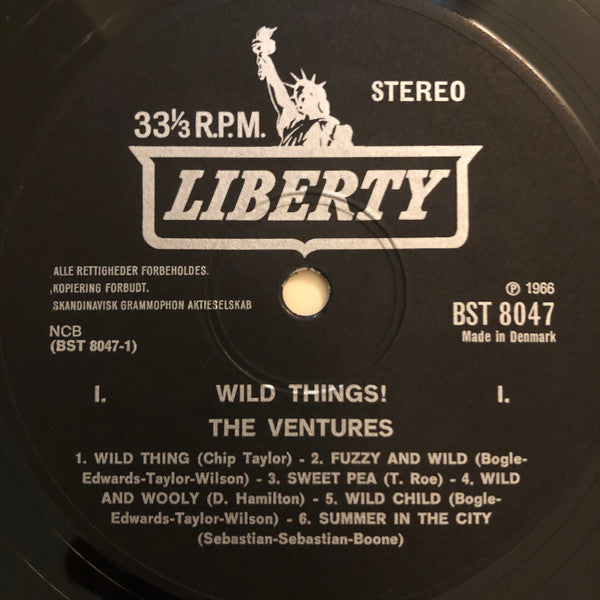 STEREO
33⅓ R.P.M.
LIBERTY
ALLE RETTIGHEDER FORBEHOLDES.
KOPIERING FORBUDT.
SKANDINAVISK GRAMMOPHON AKTIESELSKAB
NCB
(BST 8047-1)
℗ 1966
BST 8047
Made in Denmark
I. WILD THINGS! I.
THE VENTURES
1. WILD THING (Chip Taylor) - 2. FUZZY AND WILD (Bogle-
Edwards-Taylor-Wilson) - 3. SWEET PEA (T. Roe) - 4. WILD
AND WOOLY (D. Hamilton) - 5. WILD CHILD (Bogle-
Edwards-Taylor-Wilson) - 6. SUMMER IN THE CITY
(Sebastian-Sebastian-Boone)